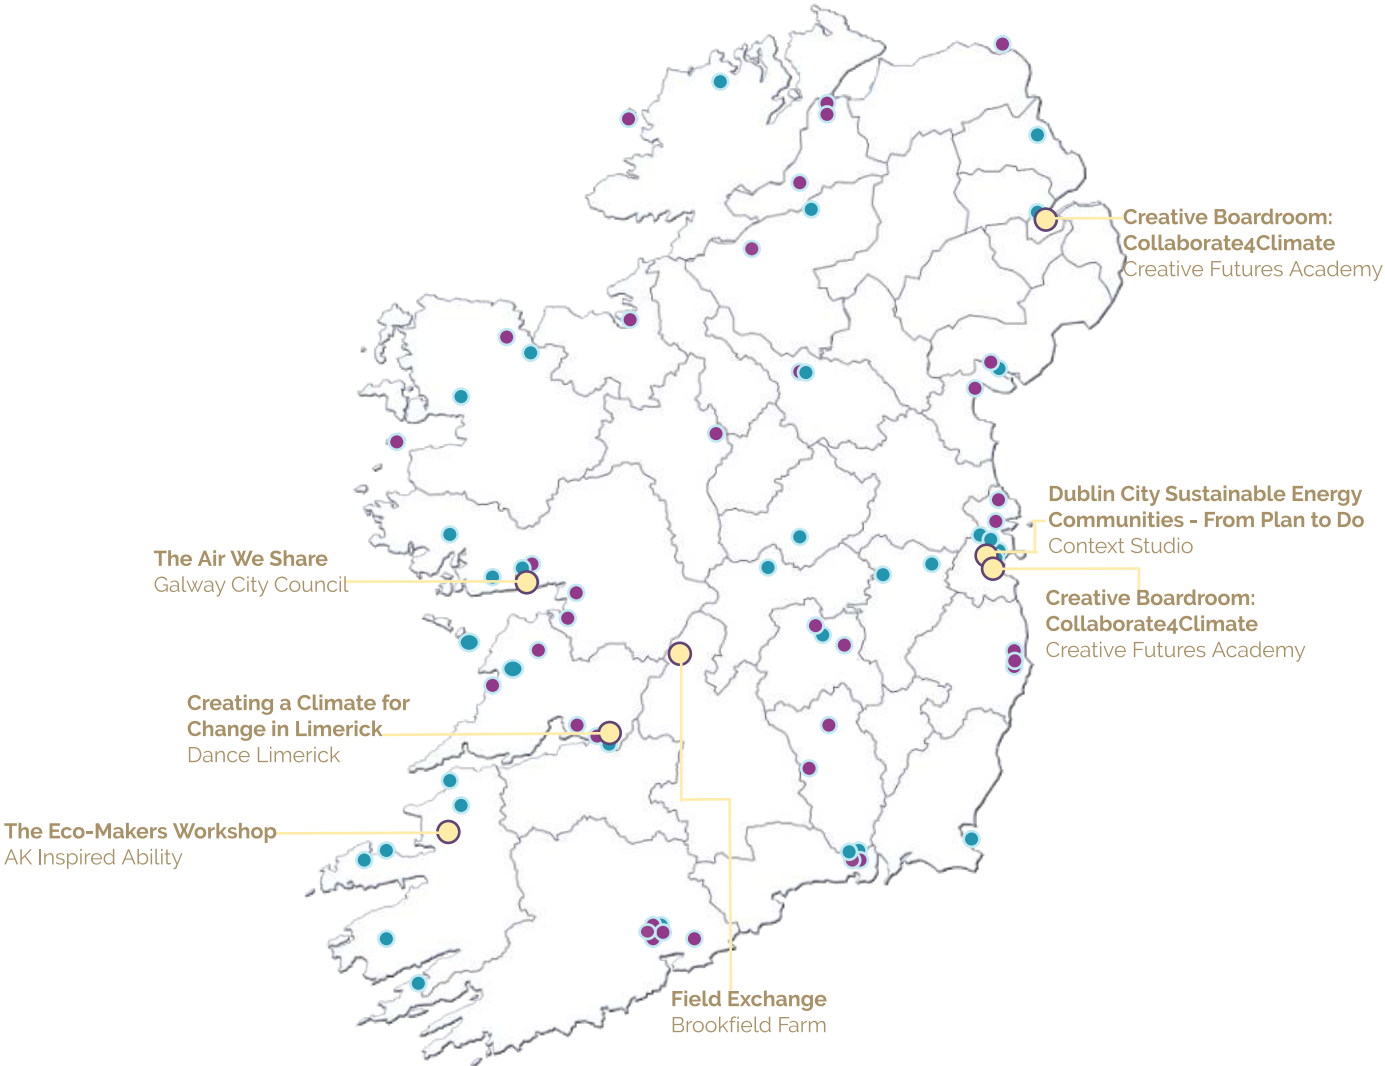 Creative Boardroom:
Collaborate4Climate
Creative Futures Academy
Dublin City Sustainable Energy
Communities - From Plan to Do
Context Studio
The Air We Share
Galway City Council
Creative Boardroom:
Collaborate4Climate
Creative Futures Academy
Creating a Climate for
Change in Limerick
Dance Limerick
The Eco-Makers Workshop
AK Inspired Ability
Field Exchange
Brookfield Farm